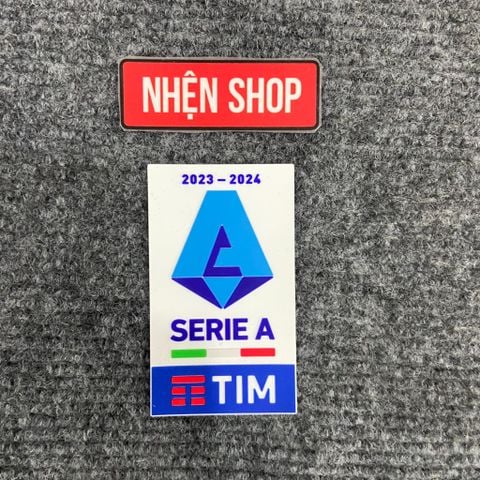 NHỆN SHOP
2023 – 2024
SERIE A
TIM